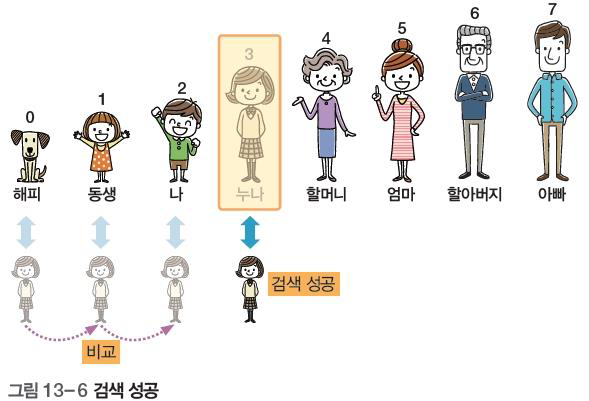 0 1 2 3 4 5 6 7
해피 동생 나 누나 할머니 엄마 할아버지 아빠
검색 성공
비교
그림 13-6 검색 성공